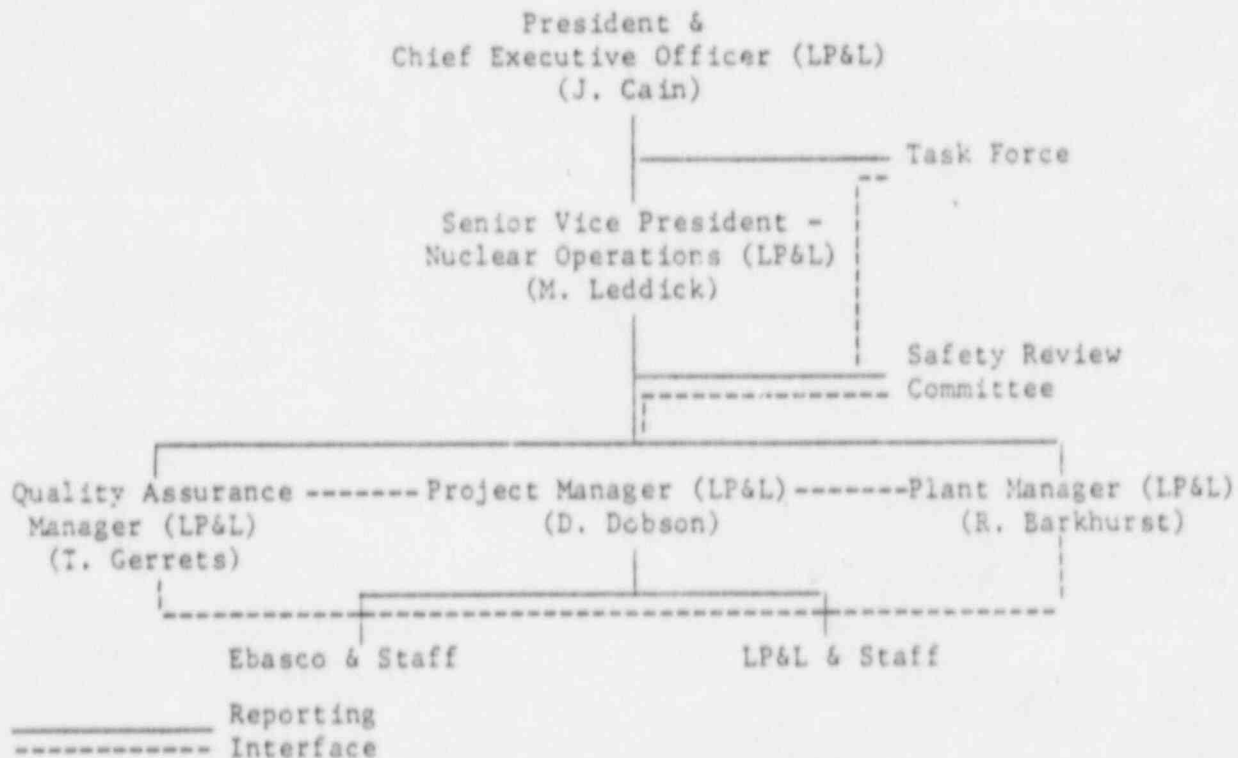 President &
Chief Executive Officer (LP&L)
(J. Cain)
Task Force
Senior Vice President -
Nuclear Operations (LP&L)
(M. Leddick)
Safety Review
Committee
Quality Assurance
Manager (LP&L)
(T. Gerrets)
Project Manager (LP&L)
(D. Dobson)
Plant Manager (LP&L)
(R. Barkhurst)
Ebasco & Staff
LP&L & Staff
Reporting
Interface